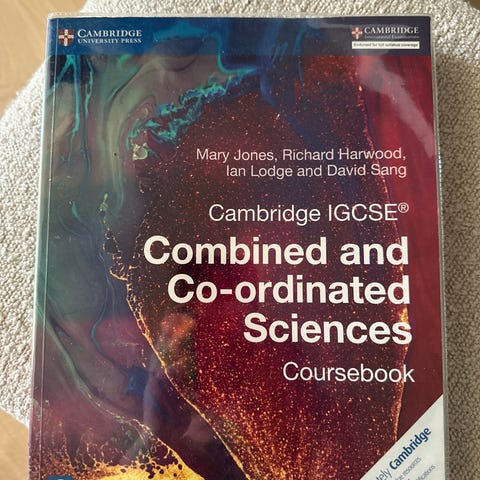 CAMBRIDGE
UNIVERSITY PRESS
CAMBRIDGE
International Examinations
Endorsed for full syllabus coverage
Mary Jones, Richard Harwood,
Ian Lodge and David Sang
Cambridge IGCSE®
Combined and
Co-ordinated
Sciences
Coursebook
Cambridge
resources